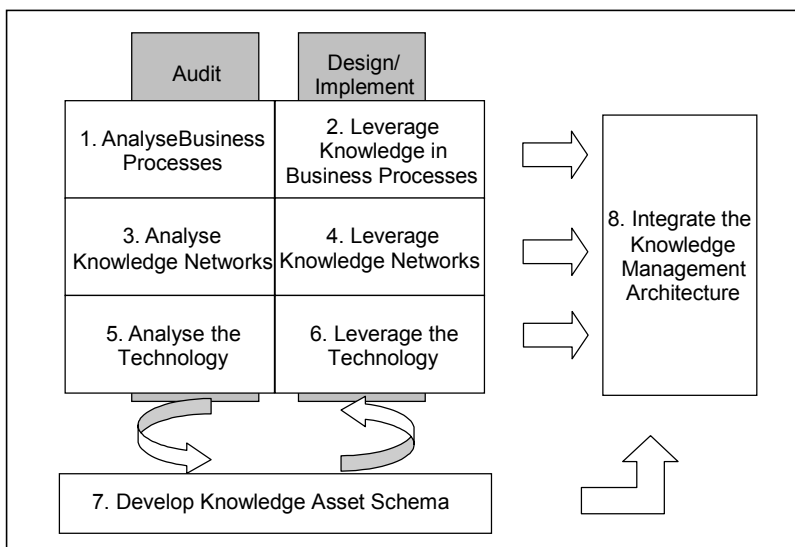 Audit
Design/
Implement
1. AnalyseBusiness
Processes
2. Leverage
Knowledge in
Business Processes
3. Analyse
Knowledge Networks
4. Leverage
Knowledge Networks
5. Analyse the
Technology
6. Leverage the
Technology
7. Develop Knowledge Asset Schema
8. Integrate the
Knowledge
Management
Architecture